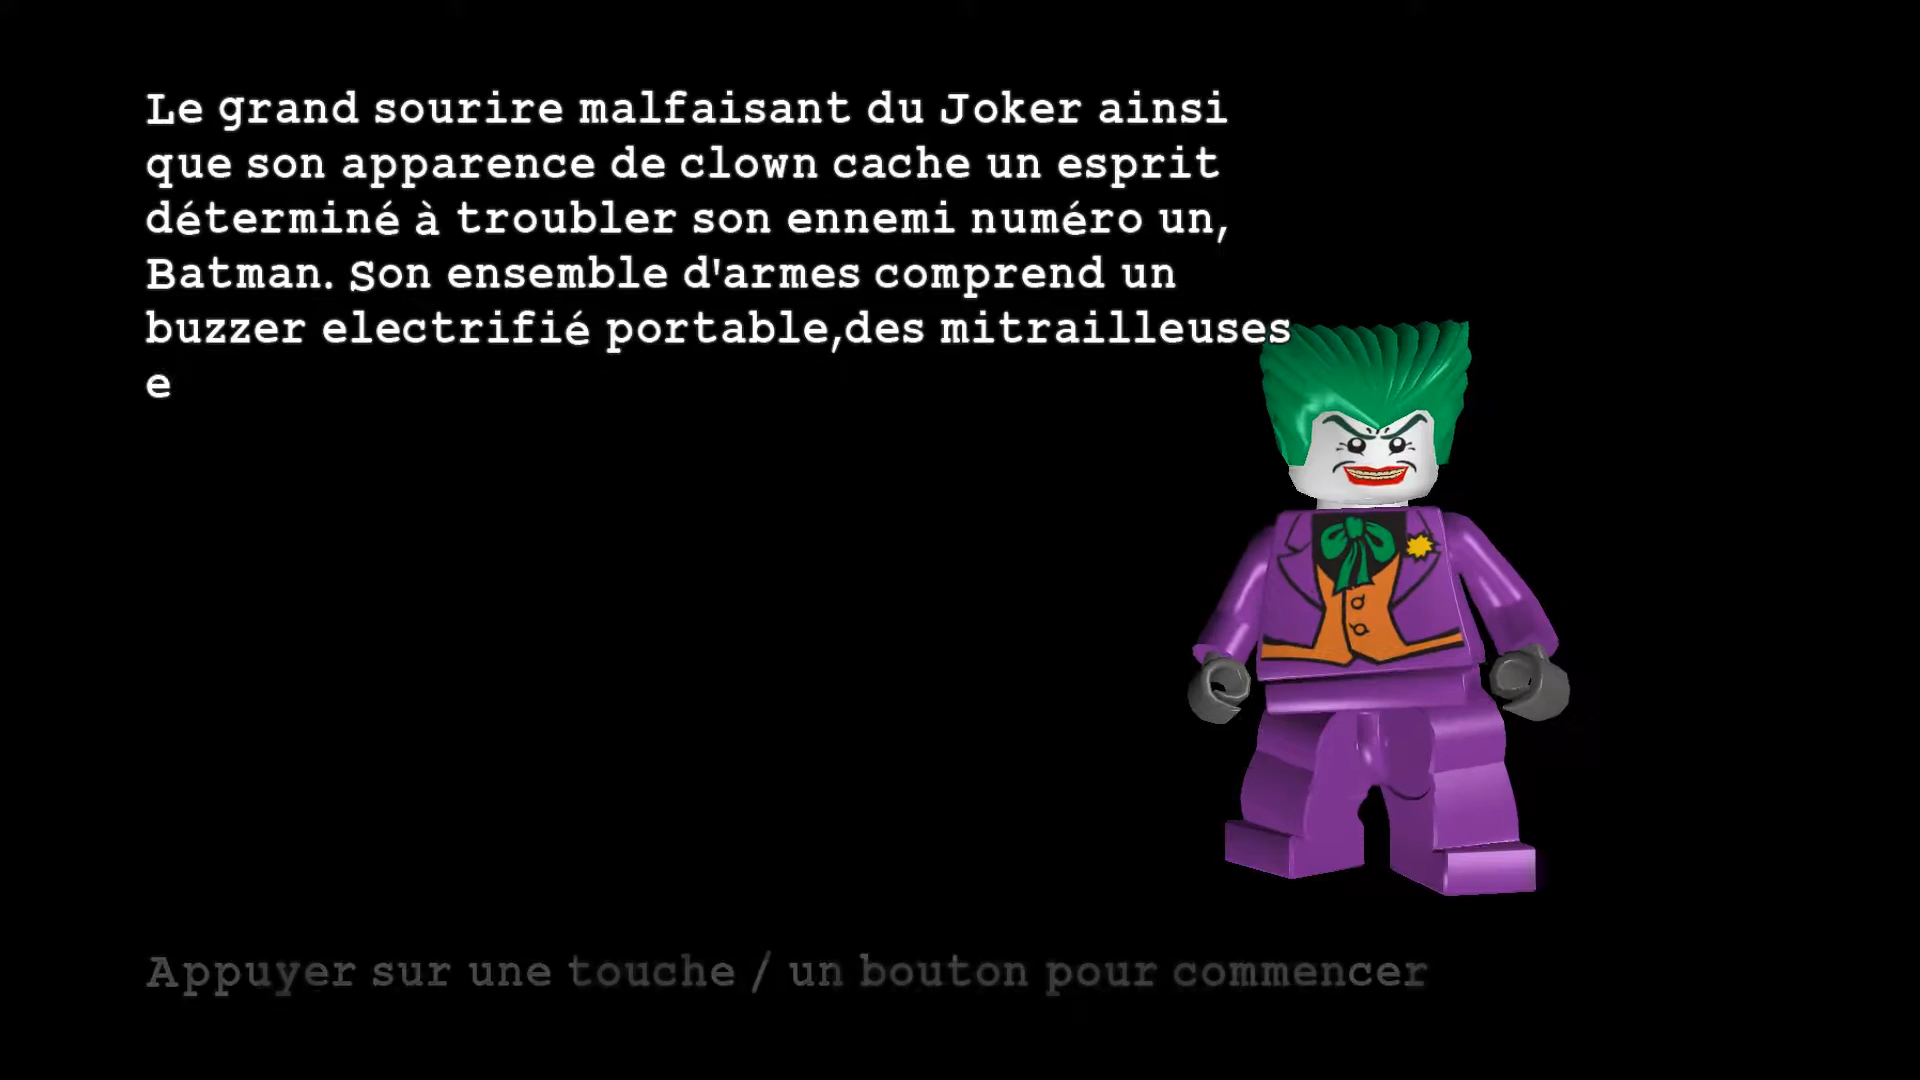 Le grand sourire malfaisant du Joker ainsi
que son apparence de clown cache un esprit
déterminé à troubler son ennemi numéro un,
Batman. Son ensemble d'armes comprend un
buzzer electrifié portable,des mitrailleuses
e
Appuyer sur une touche / un bouton pour commencer